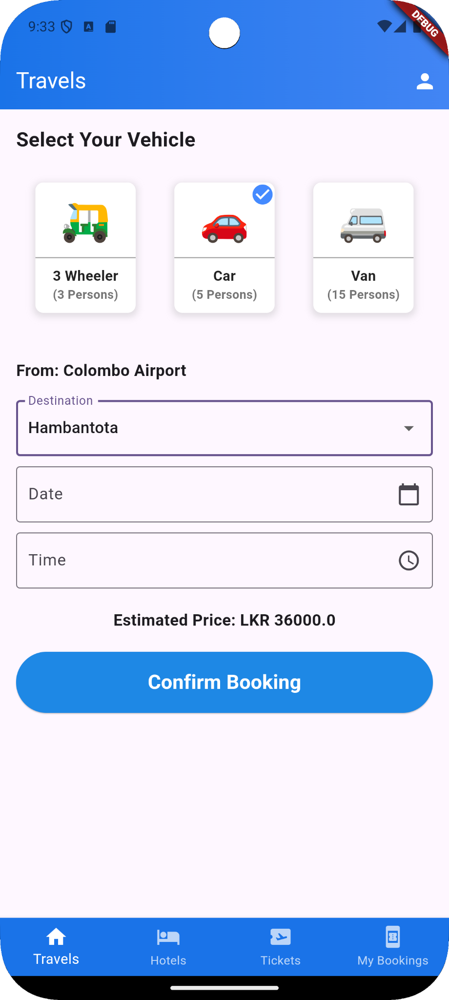 9:33
A
DEBUG
Travels
Select Your Vehicle
3 Wheeler
(3 Persons)
Car
(5 Persons)
Van
(15 Persons)
From: Colombo Airport
Destination
Hambantota
Date
Time
Estimated Price: LKR 36000.0
Confirm Booking
Travels
Hotels
Tickets
My Bookings